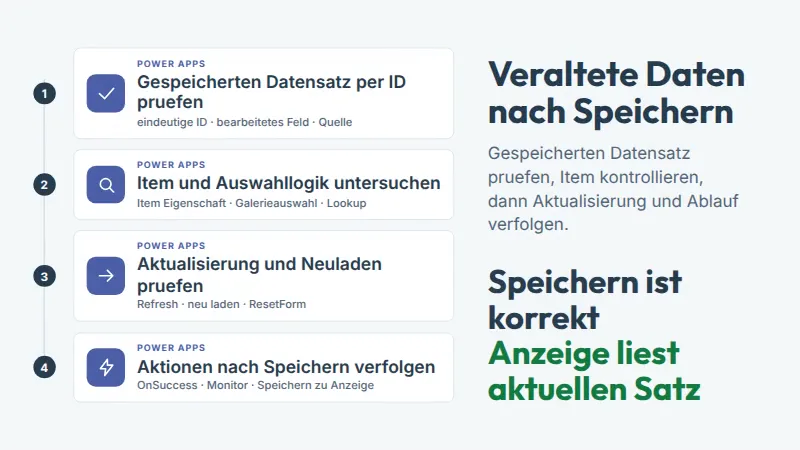 1
POWER APPS
Gespeicherten Datensatz per ID
pruefen
eindeutige ID · bearbeitetes Feld · Quelle
2
POWER APPS
Item und Auswahllogik untersuchen
Item Eigenschaft · Galerieauswahl · Lookup
3
POWER APPS
Aktualisierung und Neuladen
pruefen
Refresh · neu laden · ResetForm
4
POWER APPS
Aktionen nach Speichern verfolgen
OnSuccess · Monitor · Speichern zu Anzeige
Veraltete Daten
nach Speichern
Gespeicherten Datensatz
pruefen, Item kontrollieren,
dann Aktualisierung und Ablauf
verfolgen.
Speichern ist
korrekt
Anzeige liest
aktuellen Satz